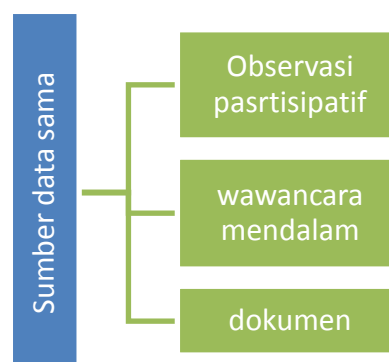 Sumber data sama
Observasi
pasrtisipatif
wawancara
mendalam
dokumen